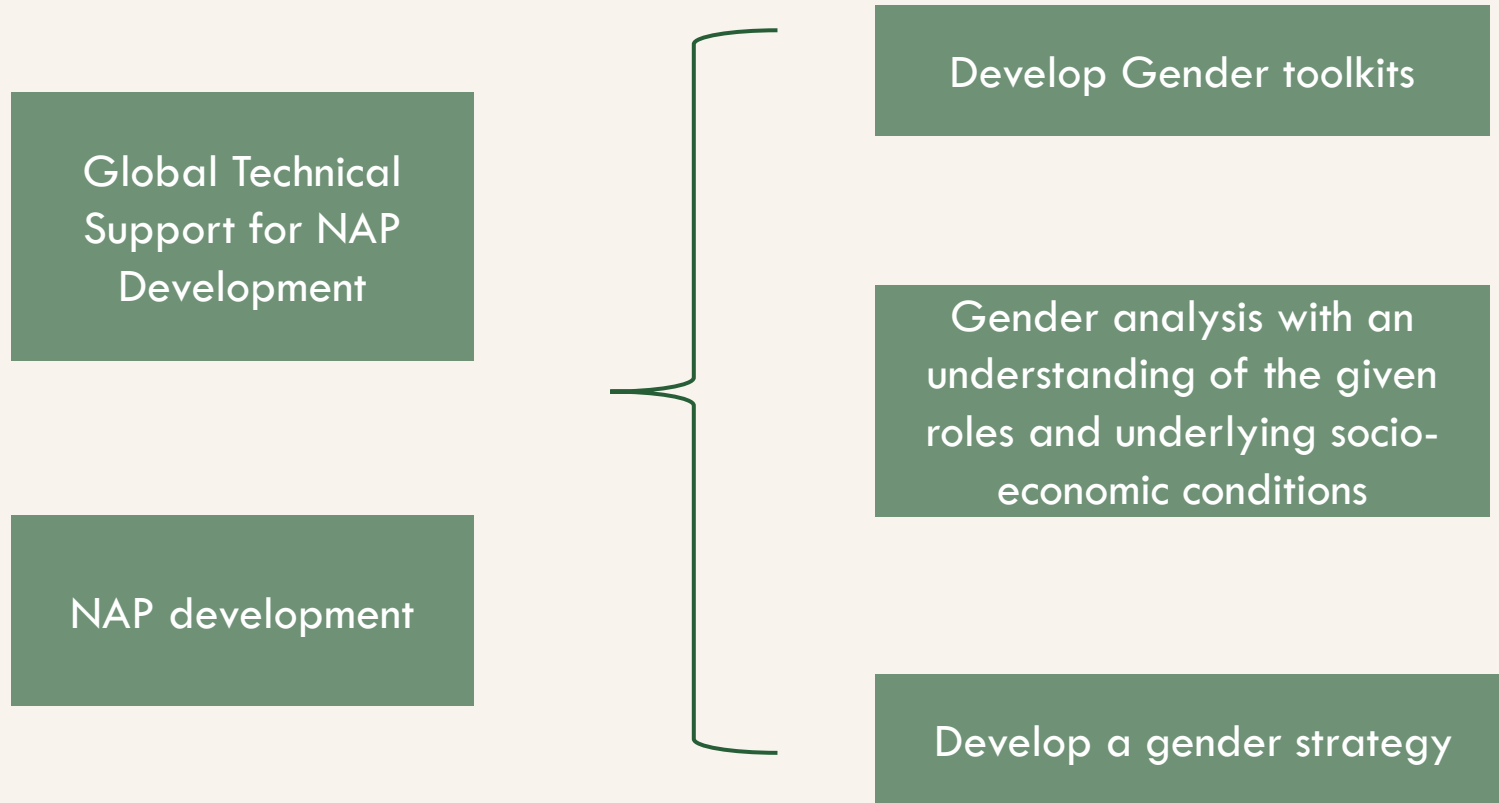 Global Technical
Support for NAP
Development
NAP development
Develop Gender toolkits
Gender analysis with an
understanding of the given
roles and underlying socio-
economic conditions
Develop a gender strategy